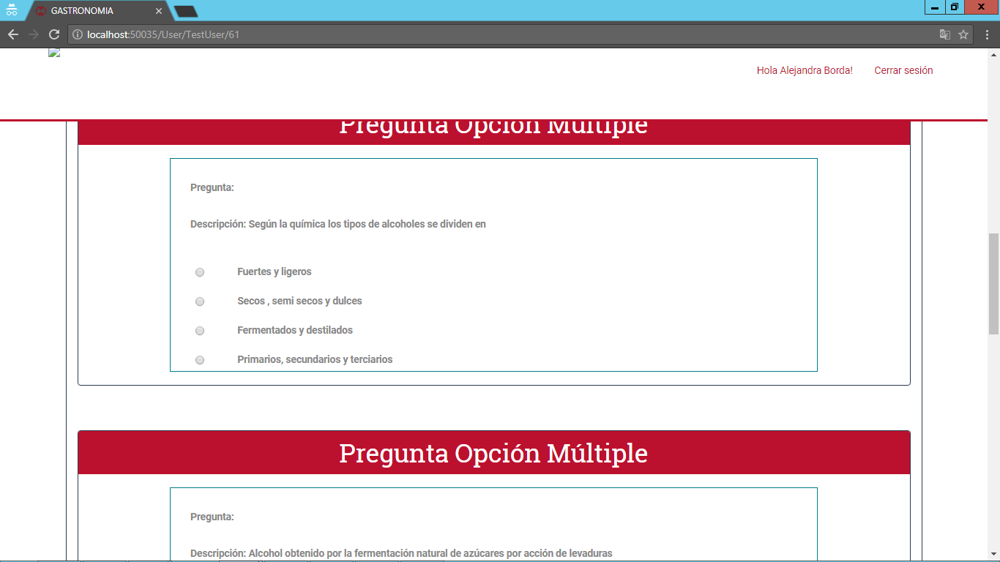 GASTRONOMIA
localhost:50035/User/TestUser/61
Hola Alejandra Borda!
Cerrar sesión
Pregunta Opción Múltiple
Pregunta:
Descripción: Según la química los tipos de alcoholes se dividen en
Fuertes y ligeros
Secos , semi secos y dulces
Fermentados y destilados
Primarios, secundarios y terciarios
Pregunta Opción Múltiple
Pregunta:
Descripción: Alcohol obtenido por la fermentación natural de azúcares por acción de levaduras